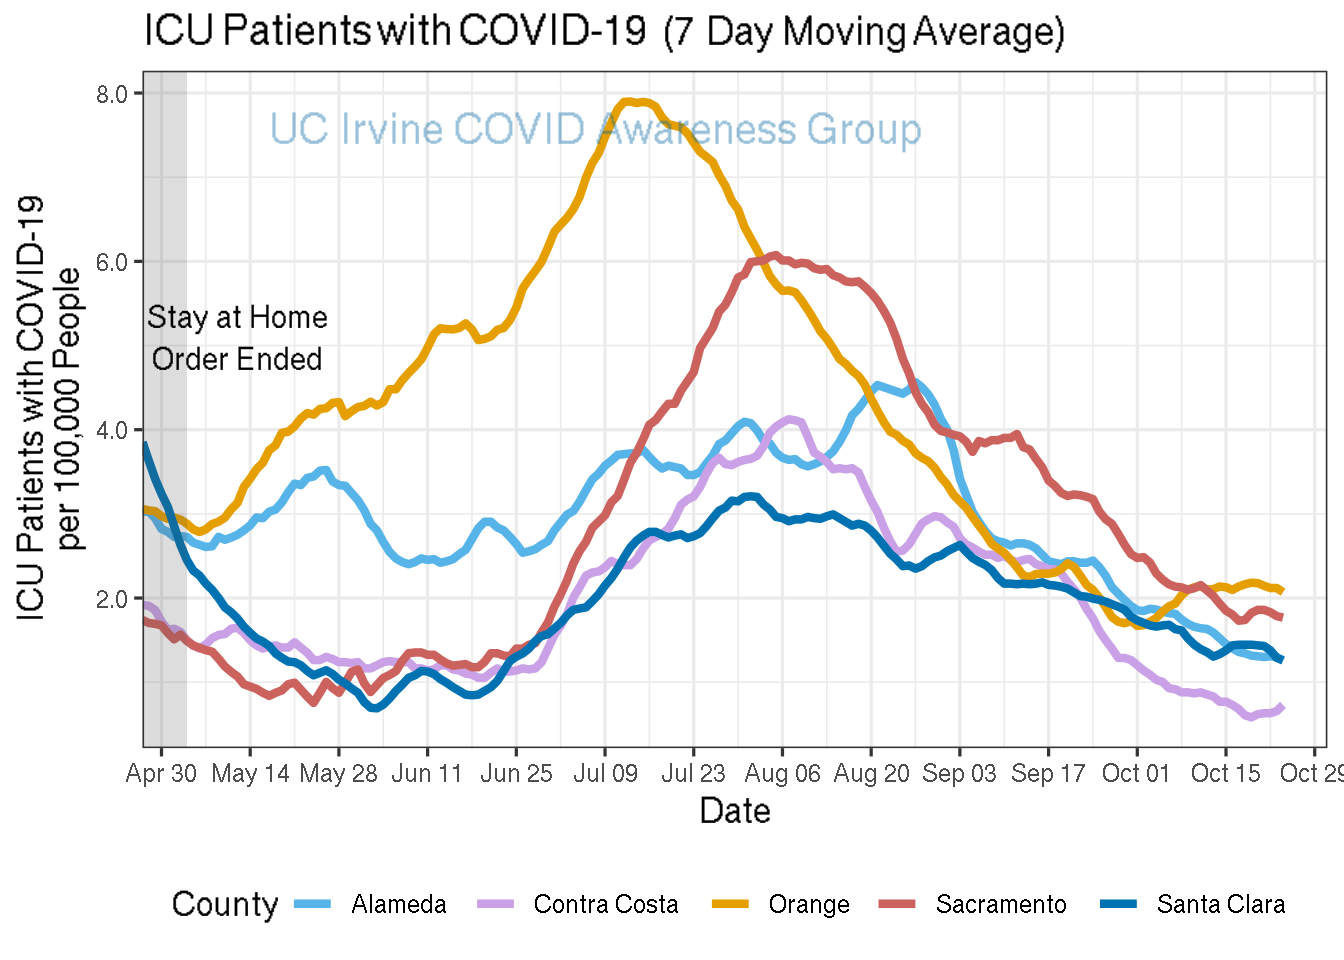 ICU Patients with COVID-19 (7 Day Moving Average)
UC Irvine COVID Awareness Group
ICU Patients with COVID-19
per 100,000 People
8.0
6.0
4.0
2.0
Stay at Home
Order Ended
Apr 30 May 14 May 28 Jun 11 Jun 25 Jul 09 Jul 23 Aug 06 Aug 20 Sep 03 Sep 17 Oct 01 Oct 15 Oct 29
Date
County Alameda Contra Costa Orange Sacramento Santa Clara